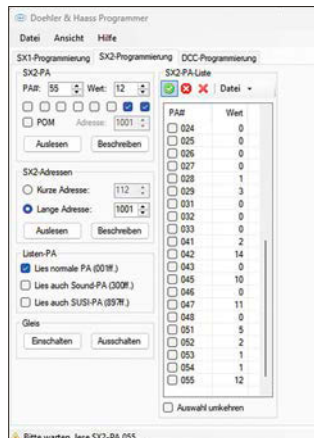 Doehler & Haass Programmer
Datei Ansicht Hilfe
SX1-Programmierung SX2-Programmierung DCC-Programmierung
SX2-PA
PA#: 55 Wert: 12
POM Adresse: 1001
Auslesen Beschreiben
SX2-Adressen
Kurze Adresse: 112
Lange Adresse: 1001
Auslesen Beschreiben
Listen-PA
Lies normale PA (001ff.)
Lies auch Sound-PA (300ff.)
Lies auch SUSI-PA (897ff.)
Gleis
Einschalten Ausschalten
SX2-PA-Liste
Datei
PA# Wert
024 0
025 0
026 0
027 0
028 1
029 3
031 0
032 0
033 0
041 2
042 14
043 0
045 10
046 0
047 11
048 0
051 5
052 2
053 1
054 1
055 12
Auswahl umkehren
Bitte warten, lese SX2-PA 055